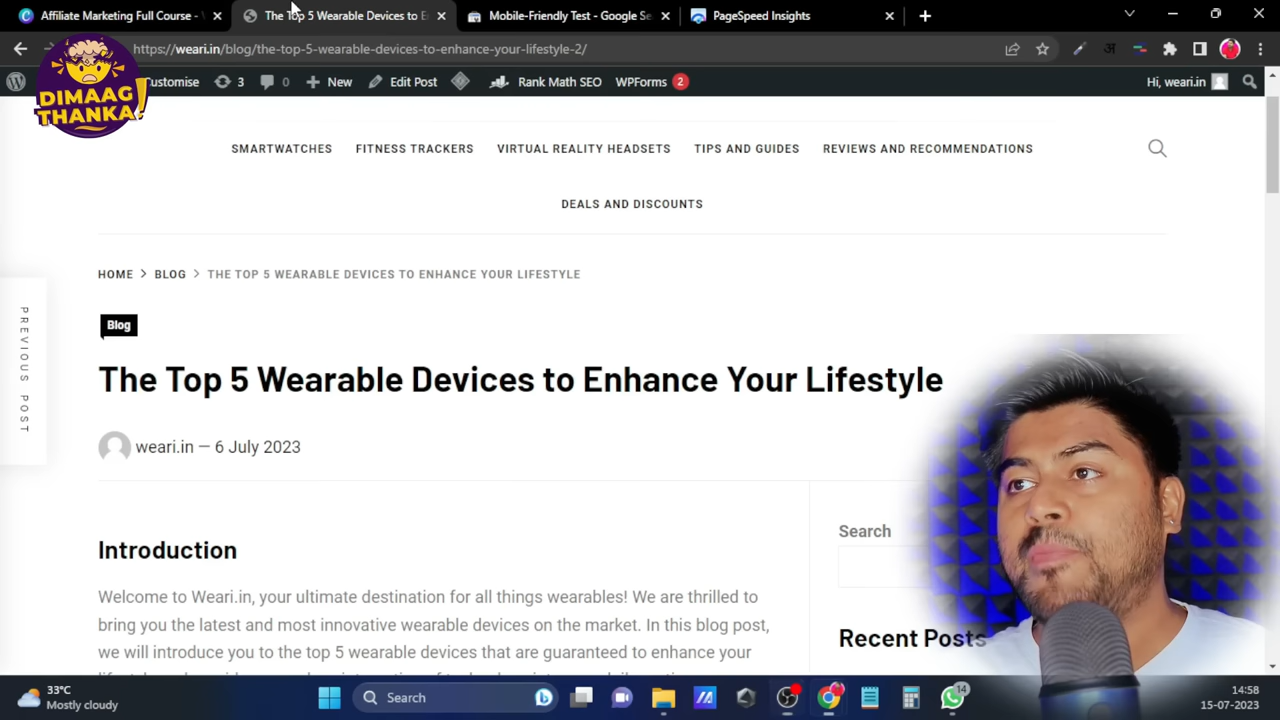 Affiliate Marketing Full Course -
The Top 5 Wearable Devices to E
Mobile-Friendly Test - Google Se
PageSpeed Insights
https://weari.in/blog/the-top-5-wearable-devices-to-enhance-your-lifestyle-2/
DIMAAG
THANKA!
Customise
3
0
New
Edit Post
Rank Math SEO
WPForms 2
Hi, weari.in
SMARTWATCHES
FITNESS TRACKERS
VIRTUAL REALITY HEADSETS
TIPS AND GUIDES
REVIEWS AND RECOMMENDATIONS
DEALS AND DISCOUNTS
HOME > BLOG > THE TOP 5 WEARABLE DEVICES TO ENHANCE YOUR LIFESTYLE
PREVIOUS POST
Blog
The Top 5 Wearable Devices to Enhance Your Lifestyle
weari.in — 6 July 2023
Introduction
Welcome to Weari.in, your ultimate destination for all things wearables! We are thrilled to
bring you the latest and most innovative wearable devices on the market. In this blog post,
we will introduce you to the top 5 wearable devices that are guaranteed to enhance your
Search
Recent Posts
33°C
Mostly cloudy
Search
14
14:58
15-07-2023